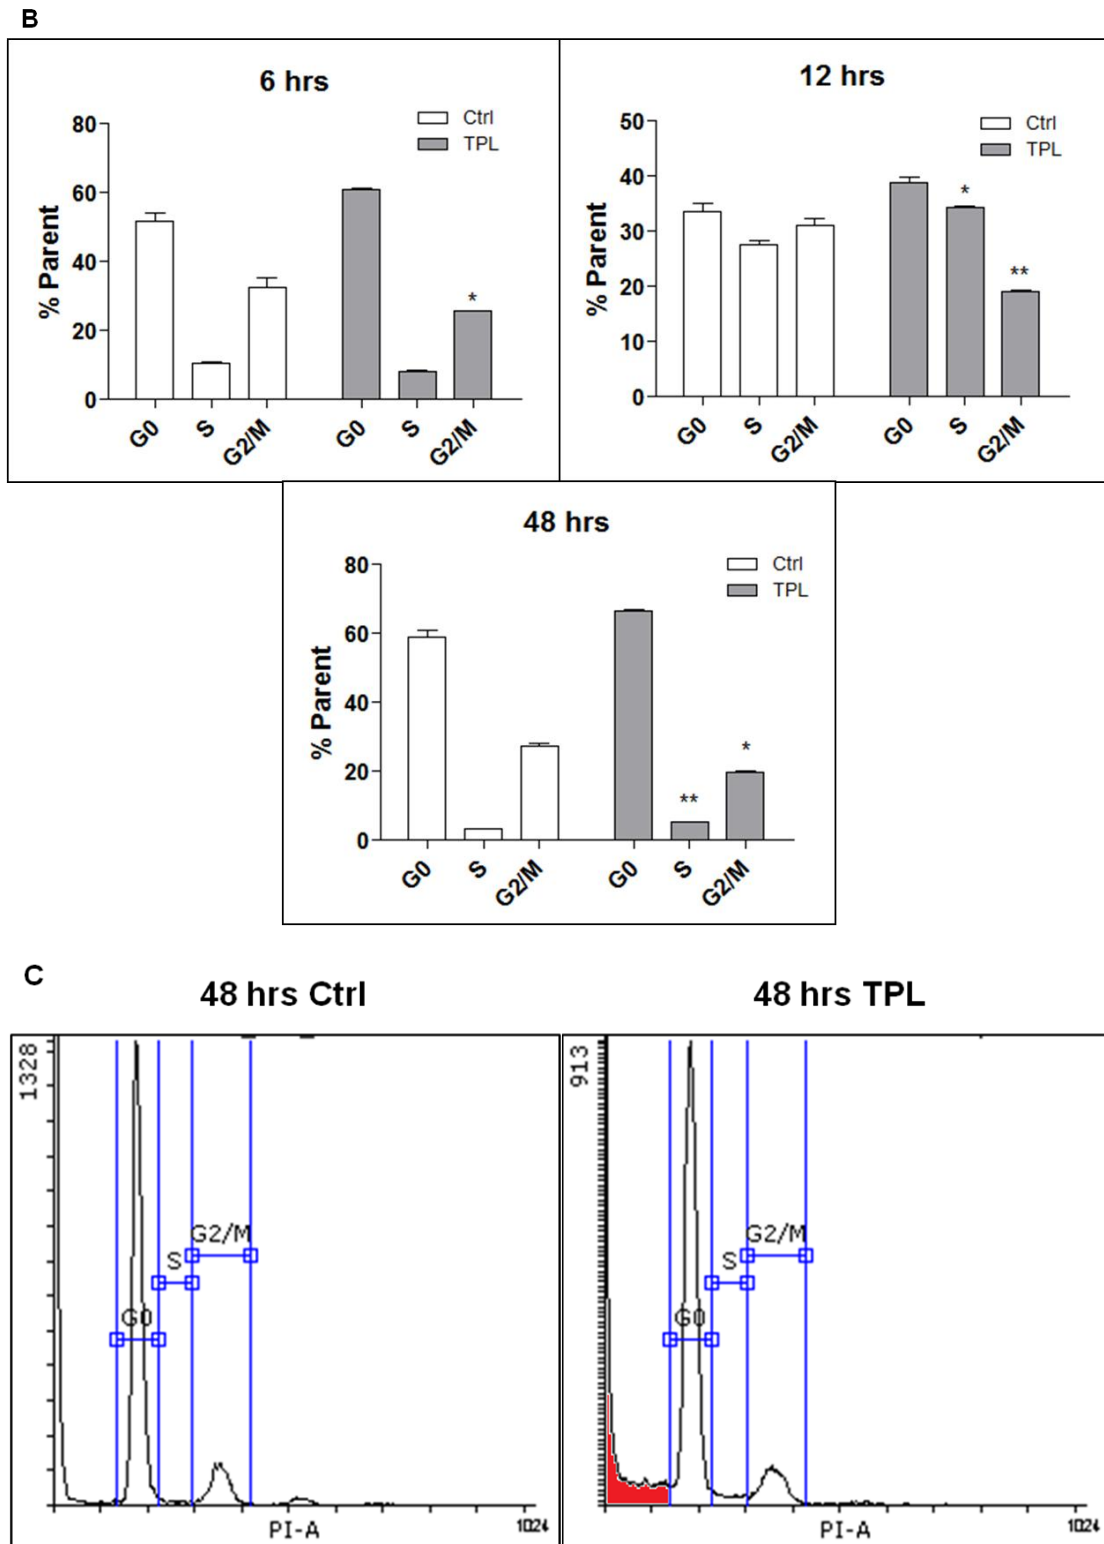 B
6 hrs
Ctrl
TPL
% Parent
80
60
40
20
0
G0 S G2/M G0 S G2/M
12 hrs
Ctrl
TPL
% Parent
50
40
30
20
10
0
*
**
G0 S G2/M G0 S G2/M
*
48 hrs
Ctrl
TPL
% Parent
80
60
40
20
0
**
*
G0 S G2/M G0 S G2/M
C
48 hrs Ctrl
1328
G2/M
S
G0
PI-A
1024
48 hrs TPL
913
G2/M
S
G0
PI-A
1024